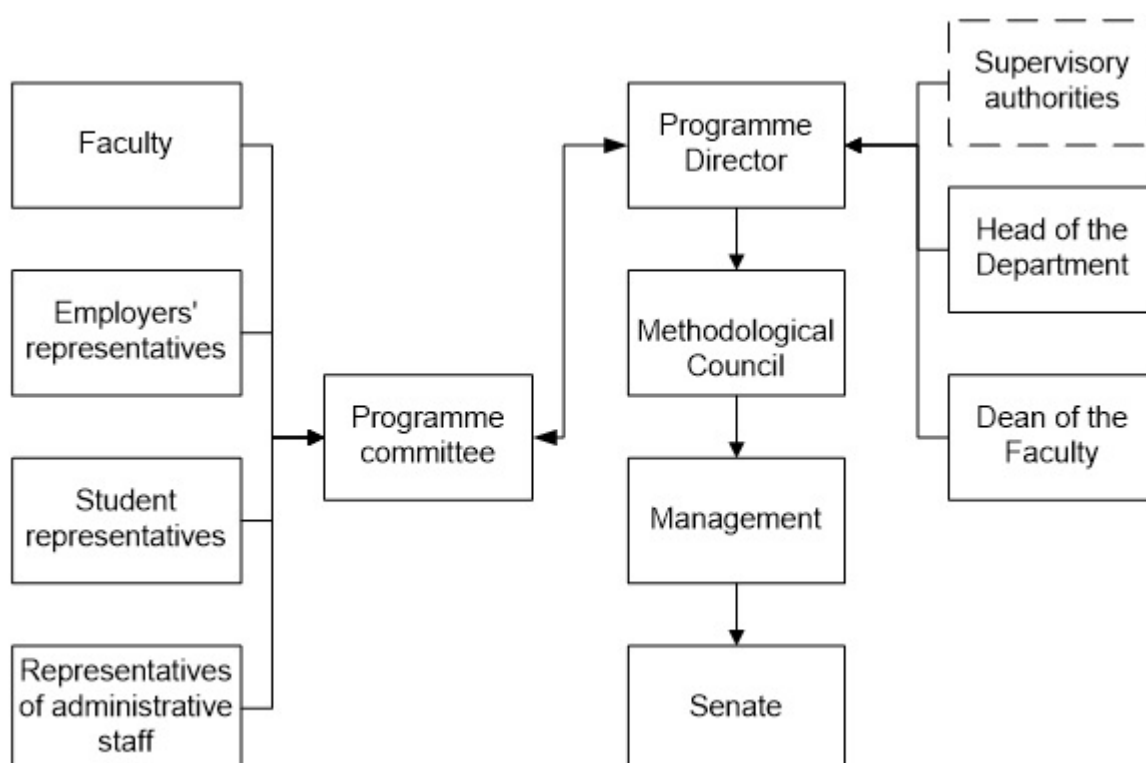 Faculty
Employers'
representatives
Student
representatives
Representatives
of administrative
staff
Programme
committee
Programme
Director
Methodological
Council
Management
Senate
Supervisory
authorities
Head of the
Department
Dean of the
Faculty